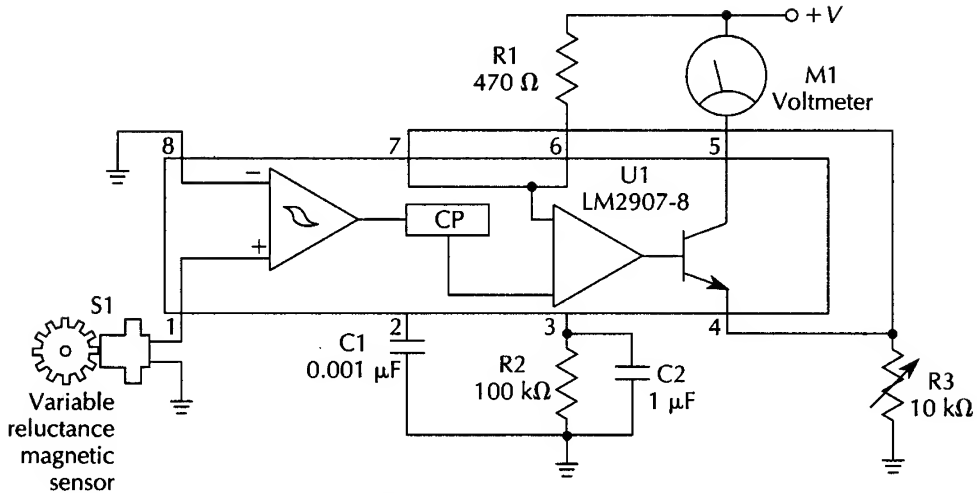 +V
R1
470 Ω
M1
Voltmeter
8
7
6
5
U1
LM2907-8
−
CP
+
S1
1
2
3
4
C1
0.001 µF
R2
100 kΩ
C2
1 µF
R3
10 kΩ
Variable
reluctance
magnetic
sensor